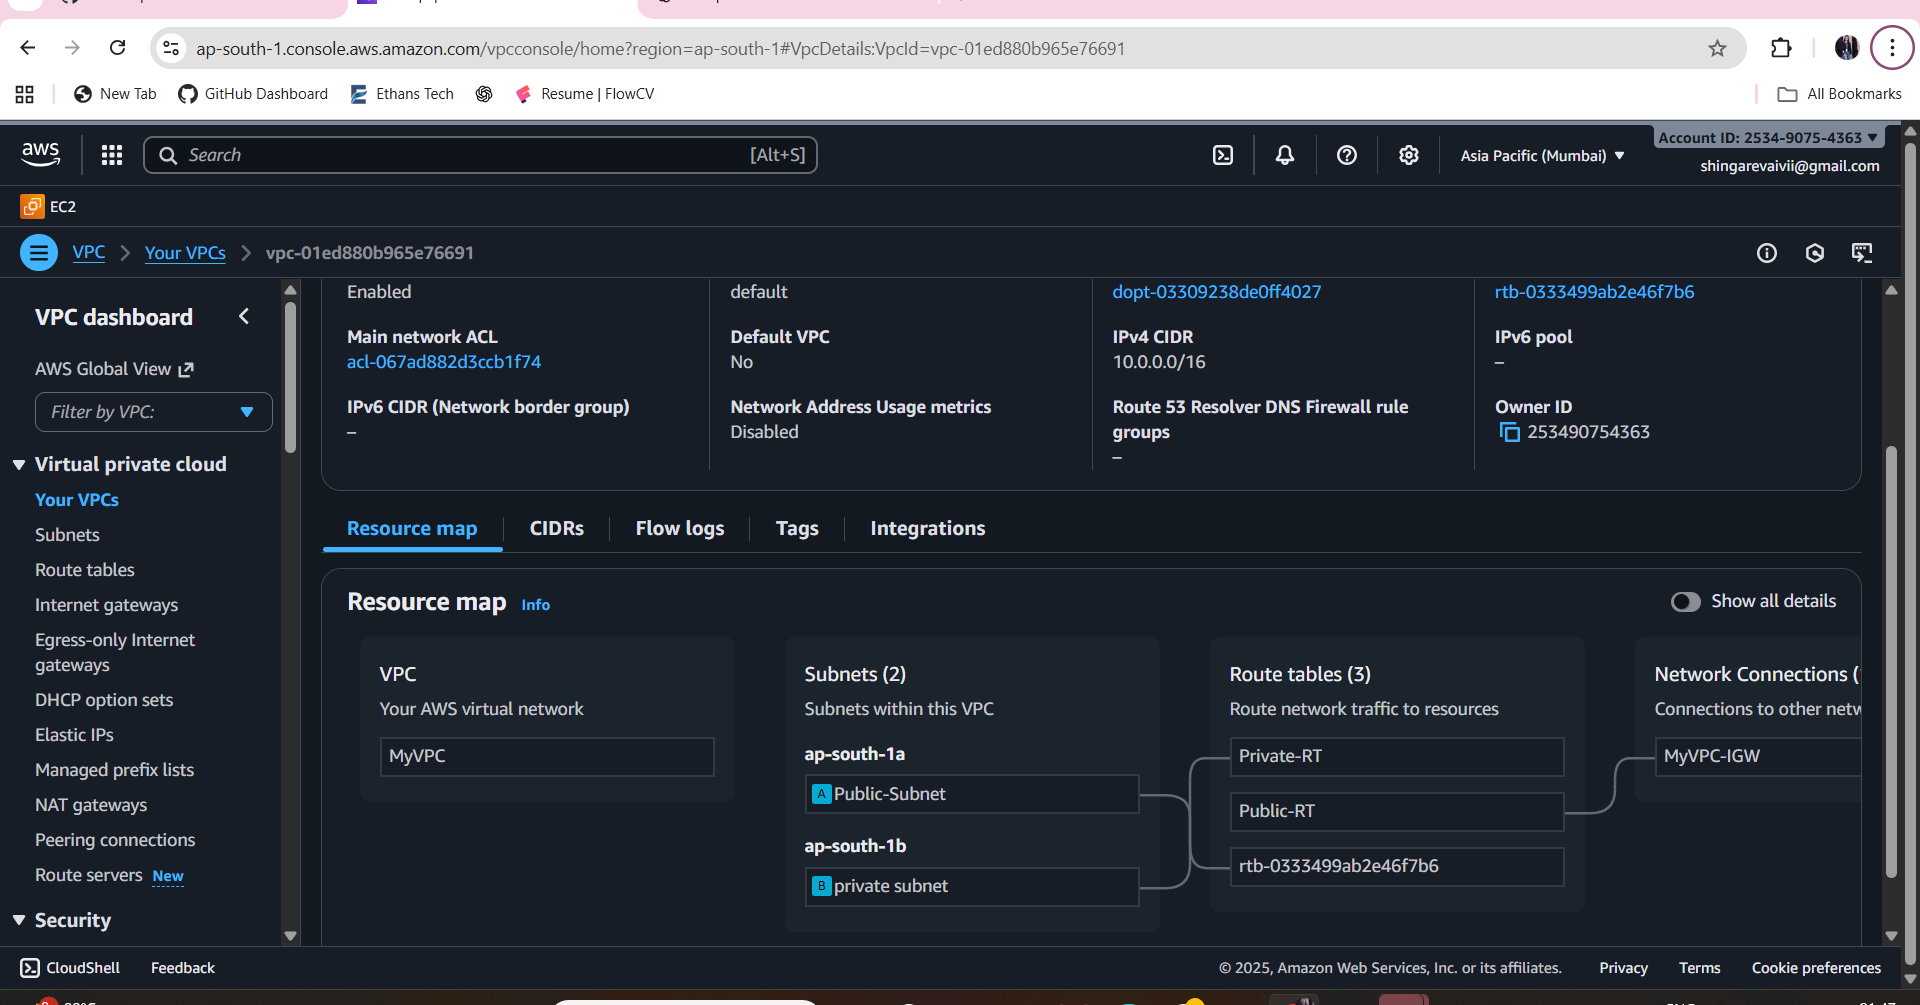 ap-south-1.console.aws.amazon.com/vpcconsole/home?region=ap-south-1#VpcDetails:VpcId=vpc-01ed880b965e76691
New Tab
GitHub Dashboard
Ethans Tech
Resume | FlowCV
All Bookmarks
aws
Search
[Alt+S]
Asia Pacific (Mumbai)
Account ID: 2534-9075-4363
shingarevaivii@gmail.com
EC2
VPC
Your VPCs
vpc-01ed880b965e76691
VPC dashboard
AWS Global View
Filter by VPC:
Virtual private cloud
Your VPCs
Subnets
Route tables
Internet gateways
Egress-only Internet
gateways
DHCP option sets
Elastic IPs
Managed prefix lists
NAT gateways
Peering connections
Route servers New
Security
Enabled
default
dopt-03309238de0ff4027
rtb-0333499ab2e46f7b6
Main network ACL
acl-067ad882d3ccb1f74
Default VPC
No
IPv4 CIDR
10.0.0.0/16
IPv6 pool
–
IPv6 CIDR (Network border group)
–
Network Address Usage metrics
Disabled
Route 53 Resolver DNS Firewall rule
groups
–
Owner ID
253490754363
Resource map
CIDRs
Flow logs
Tags
Integrations
Resource map Info
Show all details
VPC
Your AWS virtual network
MyVPC
Subnets (2)
Subnets within this VPC
ap-south-1a
A Public-Subnet
ap-south-1b
B private subnet
Route tables (3)
Route network traffic to resources
Private-RT
Public-RT
rtb-0333499ab2e46f7b6
Network Connections (
Connections to other netw
MyVPC-IGW
CloudShell
Feedback
© 2025, Amazon Web Services, Inc. or its affiliates.
Privacy
Terms
Cookie preferences